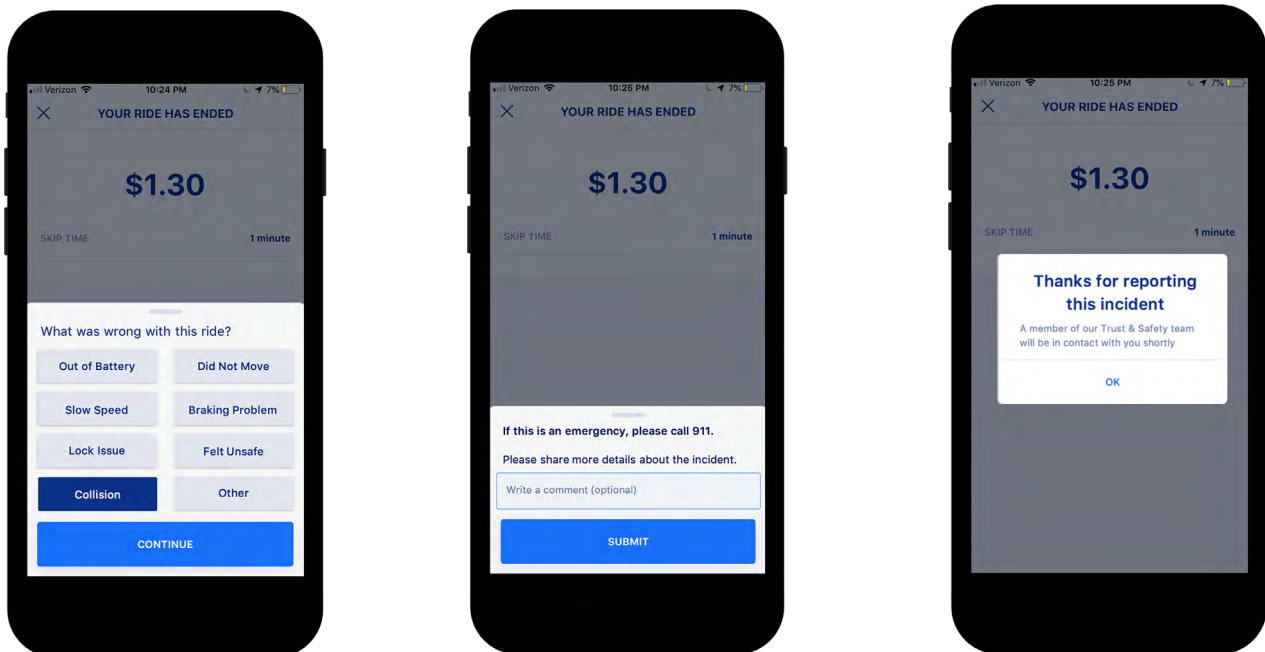 Verizon 10:24 PM 7%
YOUR RIDE HAS ENDED
$1.30
SKIP TIME 1 minute
What was wrong with this ride?
Out of Battery Did Not Move
Slow Speed Braking Problem
Lock Issue Felt Unsafe
Collision Other
CONTINUE
Verizon 10:25 PM 7%
YOUR RIDE HAS ENDED
$1.30
SKIP TIME 1 minute
If this is an emergency, please call 911.
Please share more details about the incident.
Write a comment (optional)
SUBMIT
Verizon 10:25 PM 7%
YOUR RIDE HAS ENDED
$1.30
SKIP TIME 1 minute
Thanks for reporting
this incident
A member of our Trust & Safety team
will be in contact with you shortly
OK